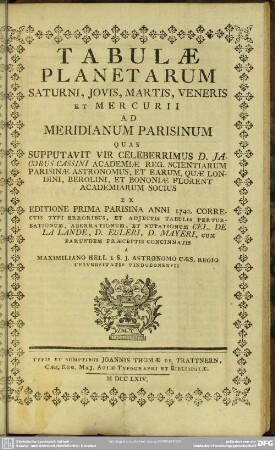 TABULÆ
PLANETARUM
SATURNI, JOVIS, MARTIS, VENERIS
ET MERCURII
AD
MERIDIANUM PARISINUM
QUAS
SUPPUTAVIT VIR CELEBERRIMUS D. JA-
COBUS CASSINI ACADEMIÆ REG. SCIENTIARUM
PARISINÆ ASTRONOMUS, ET EARUM, QUÆ LON-
DINI, BEROLINI, ET BONONIÆ FLORENT
ACADEMIARUM SOCIUS
EX
EDITIONE PRIMA PARISINA ANNI 1740. CORRE-
CTIS TYPI ERRORIBUS, ET ADJECTIS TABULIS PERTUR-
BATIONUM, ABERRATIONUM, ET NUTATIONUM CEL. DE
LA LANDE, D. EULERI, D. MAYERI, CUM
EARUNDEM PRÆCEPTIS CONCINNATIS
A
MAXIMILIANO HELL è S. J. ASTRONOMO CÆS. REGIO
UNIVERSITATIS VINDOBONENSIS
TYPIS ET SUMPTIBUS JOANNIS THOMÆ DE TRATTNERN,
CÆS. REG. MAJ. AULÆ TYPOGRAPHI ET BIBLIOPOLÆ.
M DCC LXIV.
DFG